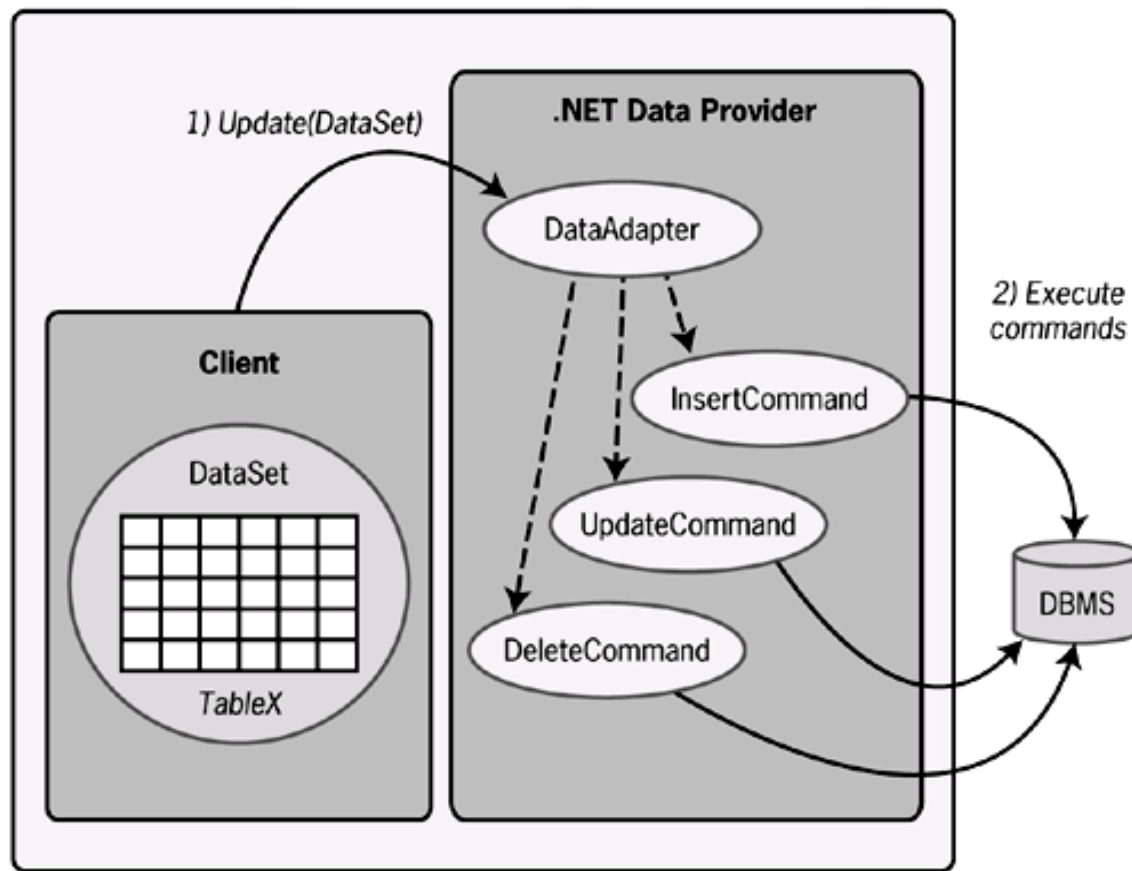 1) Update(DataSet)
.NET Data Provider
DataAdapter
2) Execute
commands
Client
InsertCommand
DataSet
UpdateCommand
DBMS
DeleteCommand
TableX